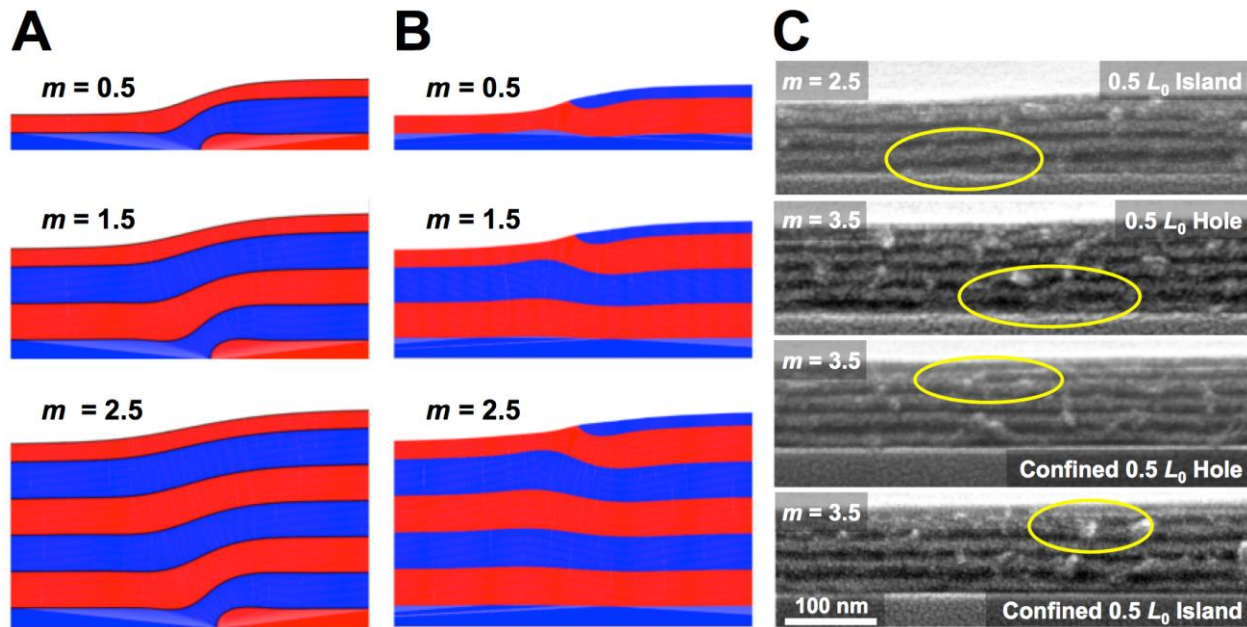 A
m = 0.5
m = 1.5
m = 2.5
B
m = 0.5
m = 1.5
m = 2.5
C
m = 2.5
0.5 L₀ Island
m = 3.5
0.5 L₀ Hole
m = 3.5
Confined 0.5 L₀ Hole
m = 3.5
100 nm
Confined 0.5 L₀ Island